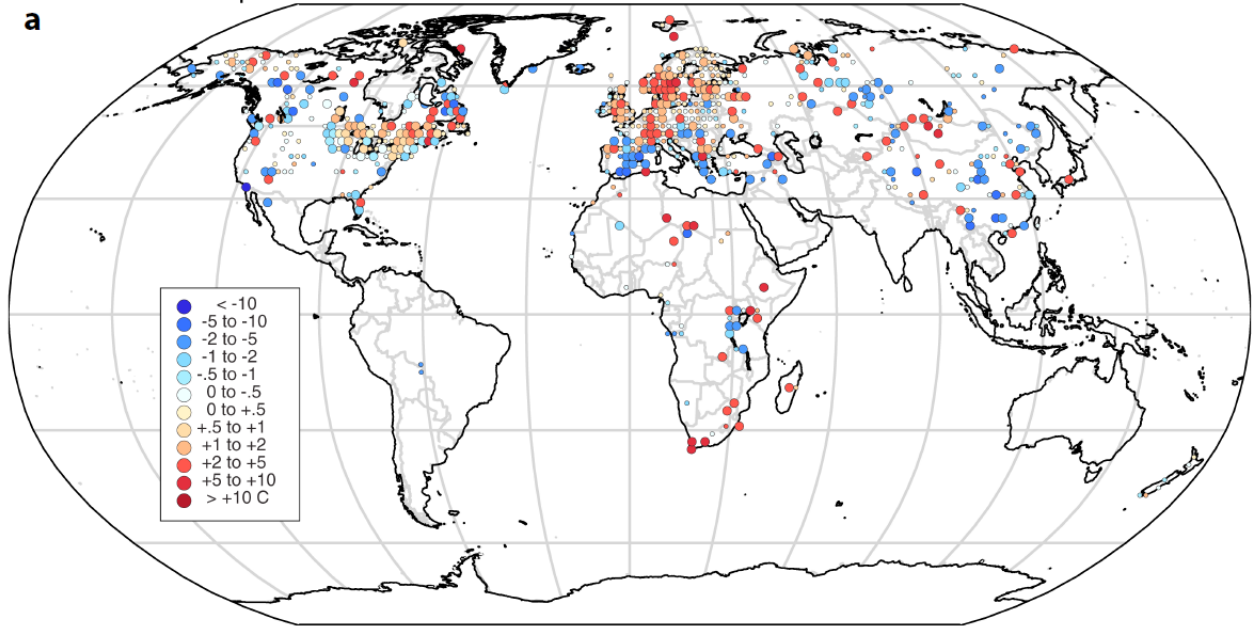 a
< -10
-5 to -10
-2 to -5
-1 to -2
-.5 to -1
0 to -.5
0 to +.5
+.5 to +1
+1 to +2
+2 to +5
+5 to +10
> +10 C